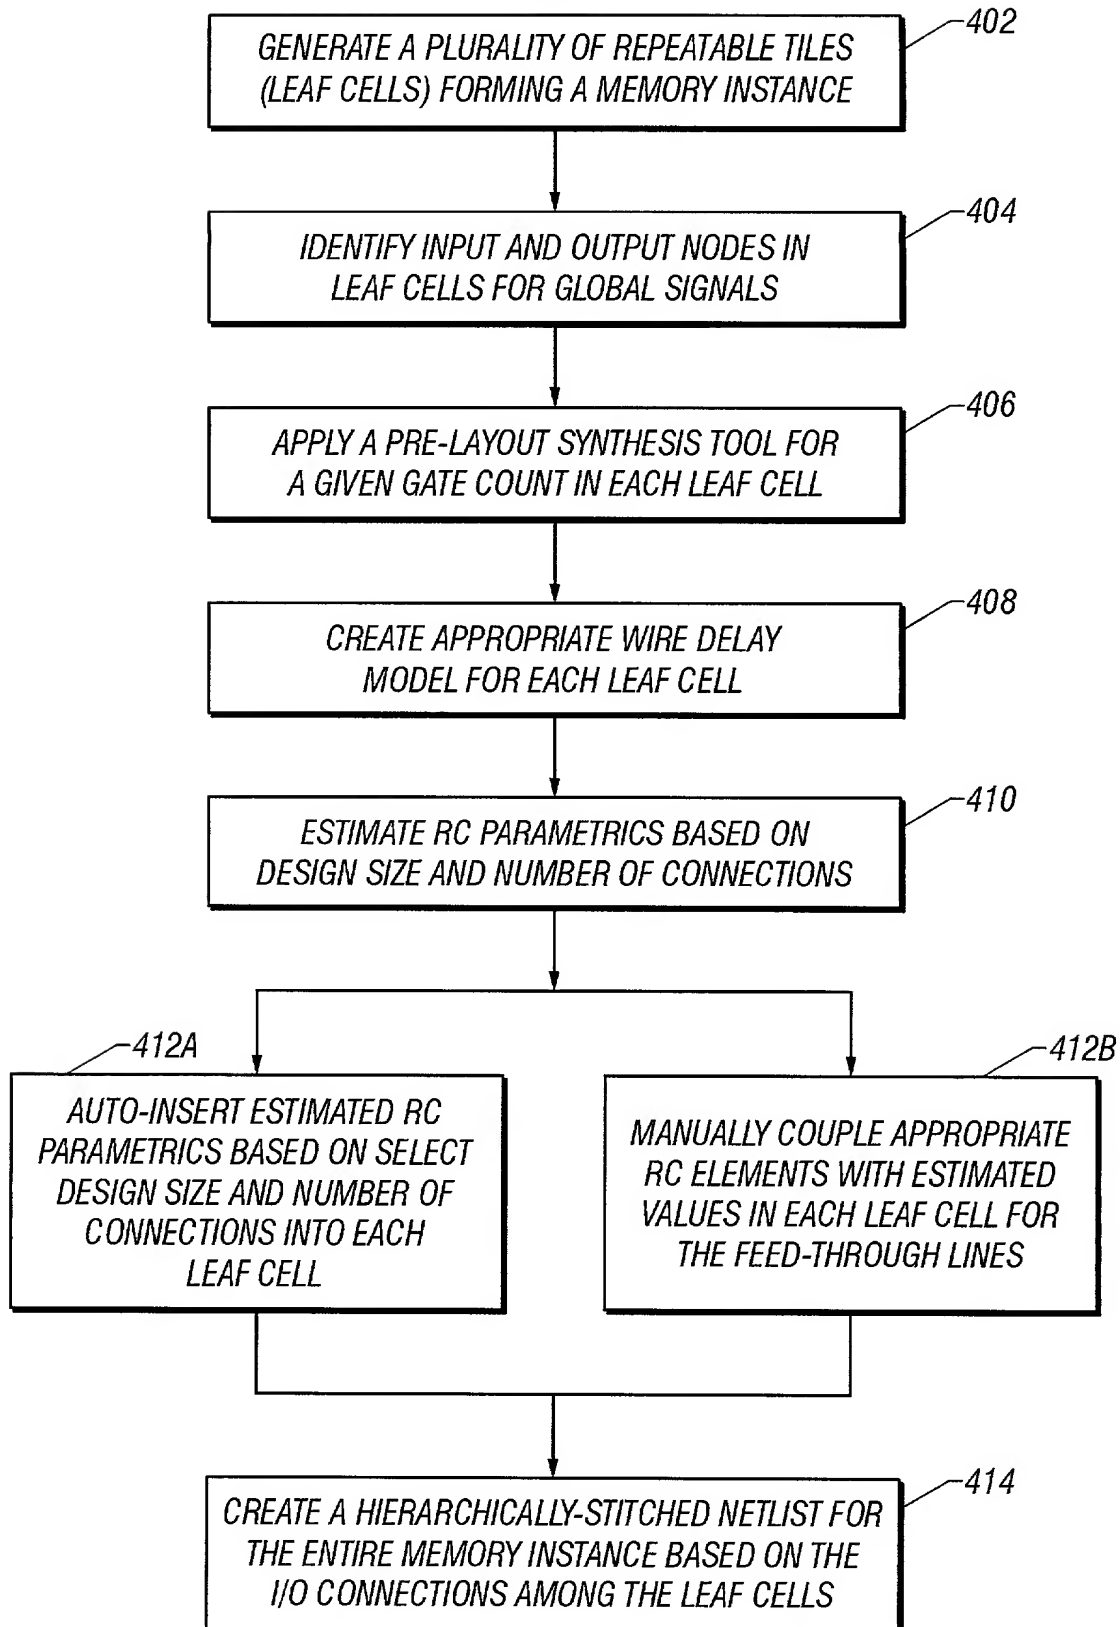 402
GENERATE A PLURALITY OF REPEATABLE TILES
(LEAF CELLS) FORMING A MEMORY INSTANCE
404
IDENTIFY INPUT AND OUTPUT NODES IN
LEAF CELLS FOR GLOBAL SIGNALS
406
APPLY A PRE-LAYOUT SYNTHESIS TOOL FOR
A GIVEN GATE COUNT IN EACH LEAF CELL
408
CREATE APPROPRIATE WIRE DELAY
MODEL FOR EACH LEAF CELL
410
ESTIMATE RC PARAMETRICS BASED ON
DESIGN SIZE AND NUMBER OF CONNECTIONS
412A
AUTO-INSERT ESTIMATED RC
PARAMETRICS BASED ON SELECT
DESIGN SIZE AND NUMBER OF
CONNECTIONS INTO EACH
LEAF CELL
412B
MANUALLY COUPLE APPROPRIATE
RC ELEMENTS WITH ESTIMATED
VALUES IN EACH LEAF CELL FOR
THE FEED-THROUGH LINES
414
CREATE A HIERARCHICALLY-STITCHED NETLIST FOR
THE ENTIRE MEMORY INSTANCE BASED ON THE
I/O CONNECTIONS AMONG THE LEAF CELLS